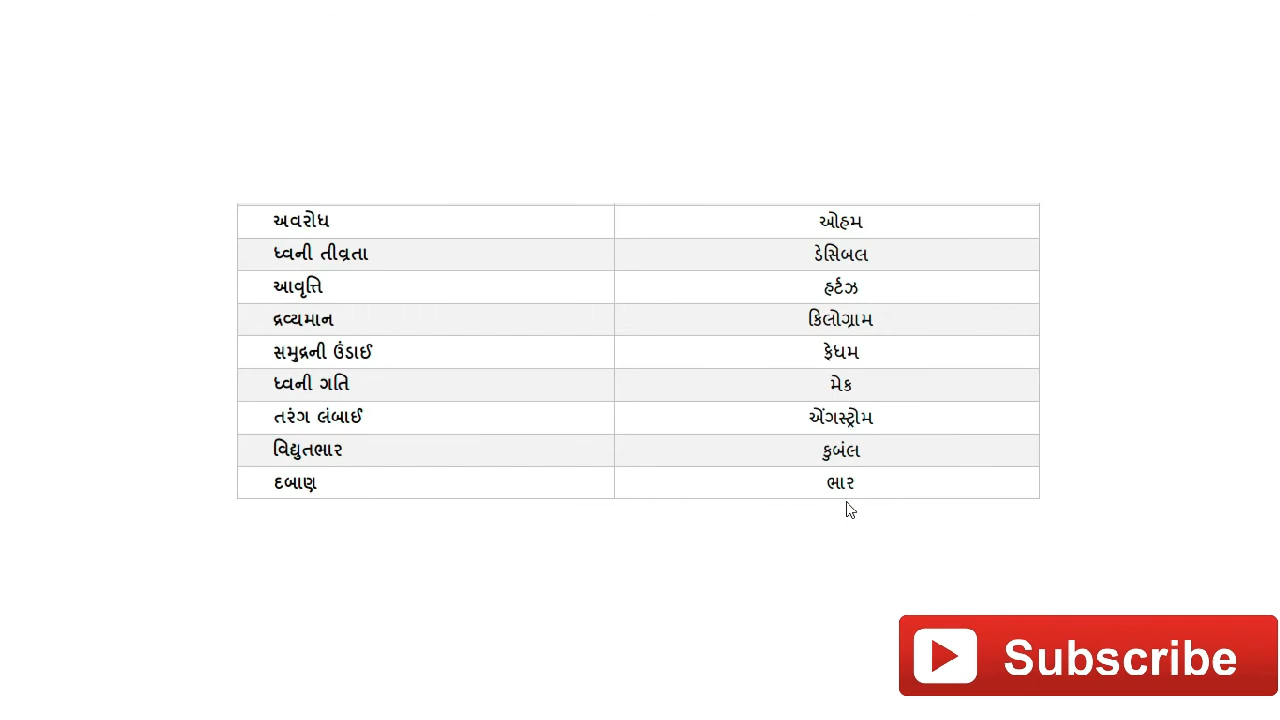 અવરોધ ઓહમ
ધ્વની તીવ્રતા ડેસિબલ
આવૃત્તિ હર્ટઝ
દ્રવ્યમાન કિલોગ્રામ
સમુદ્રની ઉંડાઈ ફેધમ
ધ્વની ગતિ મેક
તરંગ લંબાઈ એંગસ્ટ્રોમ
વિદ્યુતભાર કુબંલ
દબાણ ભાર
Subscribe